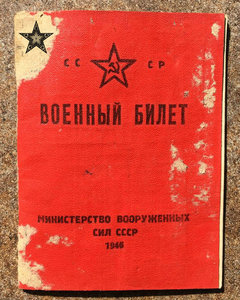 СС СР
ВОЕННЫЙ БИЛЕТ
МИНИСТЕРСТВО ВООРУЖЕННЫХ
СИЛ СССР
1946